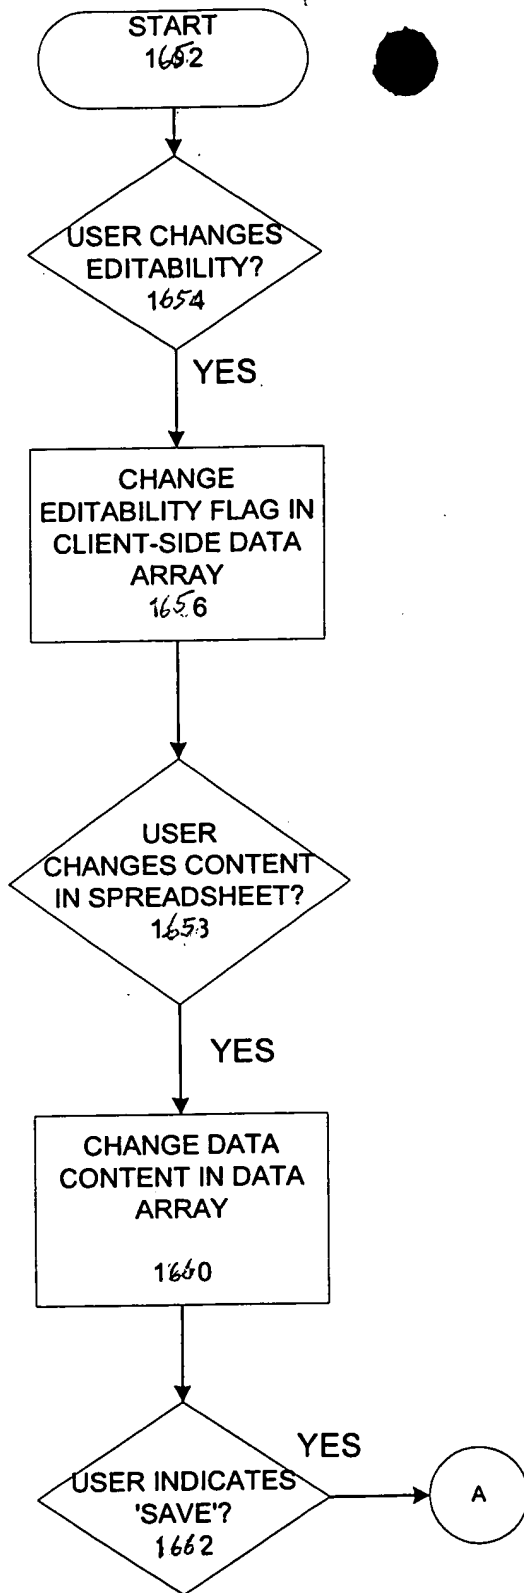 START
1652
USER CHANGES
EDITABILITY?
1654
YES
CHANGE
EDITABILITY FLAG IN
CLIENT-SIDE DATA
ARRAY
1656
USER
CHANGES CONTENT
IN SPREADSHEET?
1653
YES
CHANGE DATA
CONTENT IN DATA
ARRAY
1660
YES
USER INDICATES
'SAVE'?
1662
A